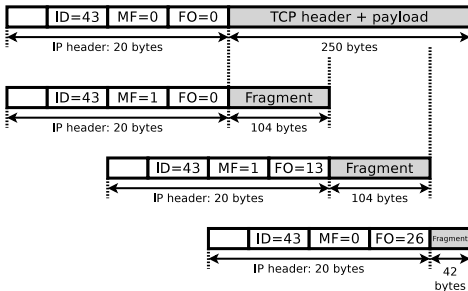 ID=43 MF=0 FO=0 TCP header + payload
IP header: 20 bytes 250 bytes
ID=43 MF=1 FO=0 Fragment
IP header: 20 bytes 104 bytes
ID=43 MF=1 FO=13 Fragment
IP header: 20 bytes 104 bytes
ID=43 MF=0 FO=26 Fragment
IP header: 20 bytes 42
bytes